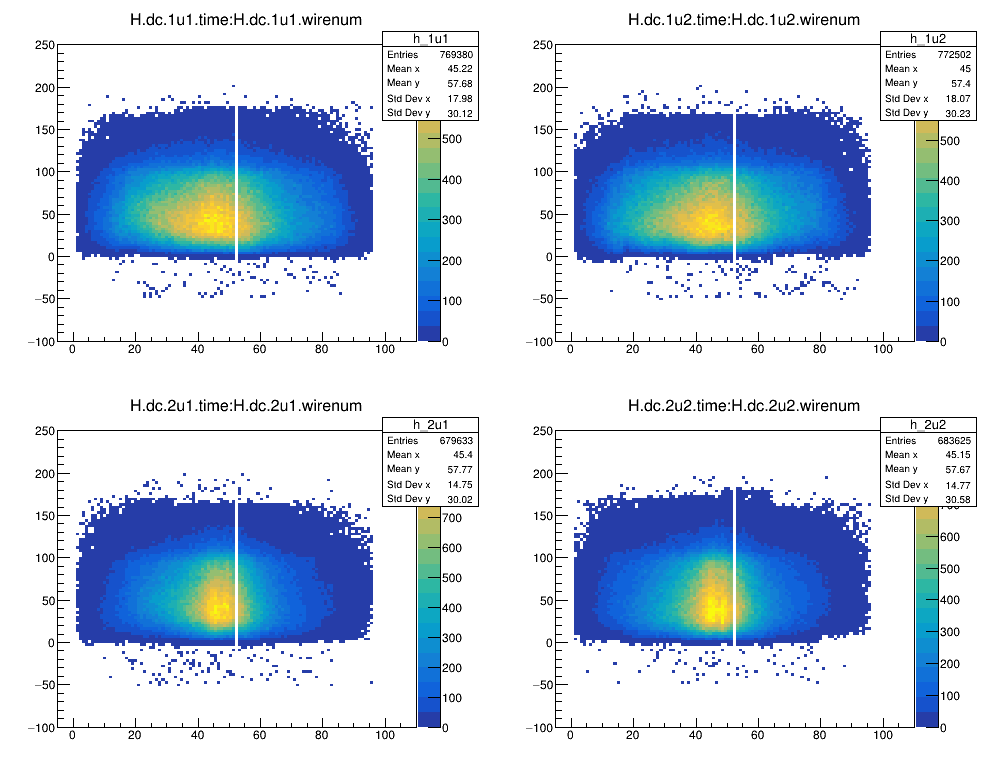 H.dc.1u1.time:H.dc.1u1.wirenum
h_1u1
Entries 769380
Mean x 45.22
Mean y 57.68
Std Dev x 17.98
Std Dev y 30.12
250
200
150
100
50
0
−50
−100
0 20 40 60 80 100
500
400
300
200
100
0
H.dc.1u2.time:H.dc.1u2.wirenum
h_1u2
Entries 772502
Mean x 45
Mean y 57.4
Std Dev x 18.07
Std Dev y 30.23
250
200
150
100
50
0
−50
−100
0 20 40 60 80 100
500
400
300
200
100
0
H.dc.2u1.time:H.dc.2u1.wirenum
h_2u1
Entries 679633
Mean x 45.4
Mean y 57.77
Std Dev x 14.75
Std Dev y 30.02
250
200
150
100
50
0
−50
−100
0 20 40 60 80 100
700
600
500
400
300
200
100
0
H.dc.2u2.time:H.dc.2u2.wirenum
h_2u2
Entries 683625
Mean x 45.15
Mean y 57.67
Std Dev x 14.77
Std Dev y 30.58
250
200
150
100
50
0
−50
−100
0 20 40 60 80 100
600
500
400
300
200
100
0